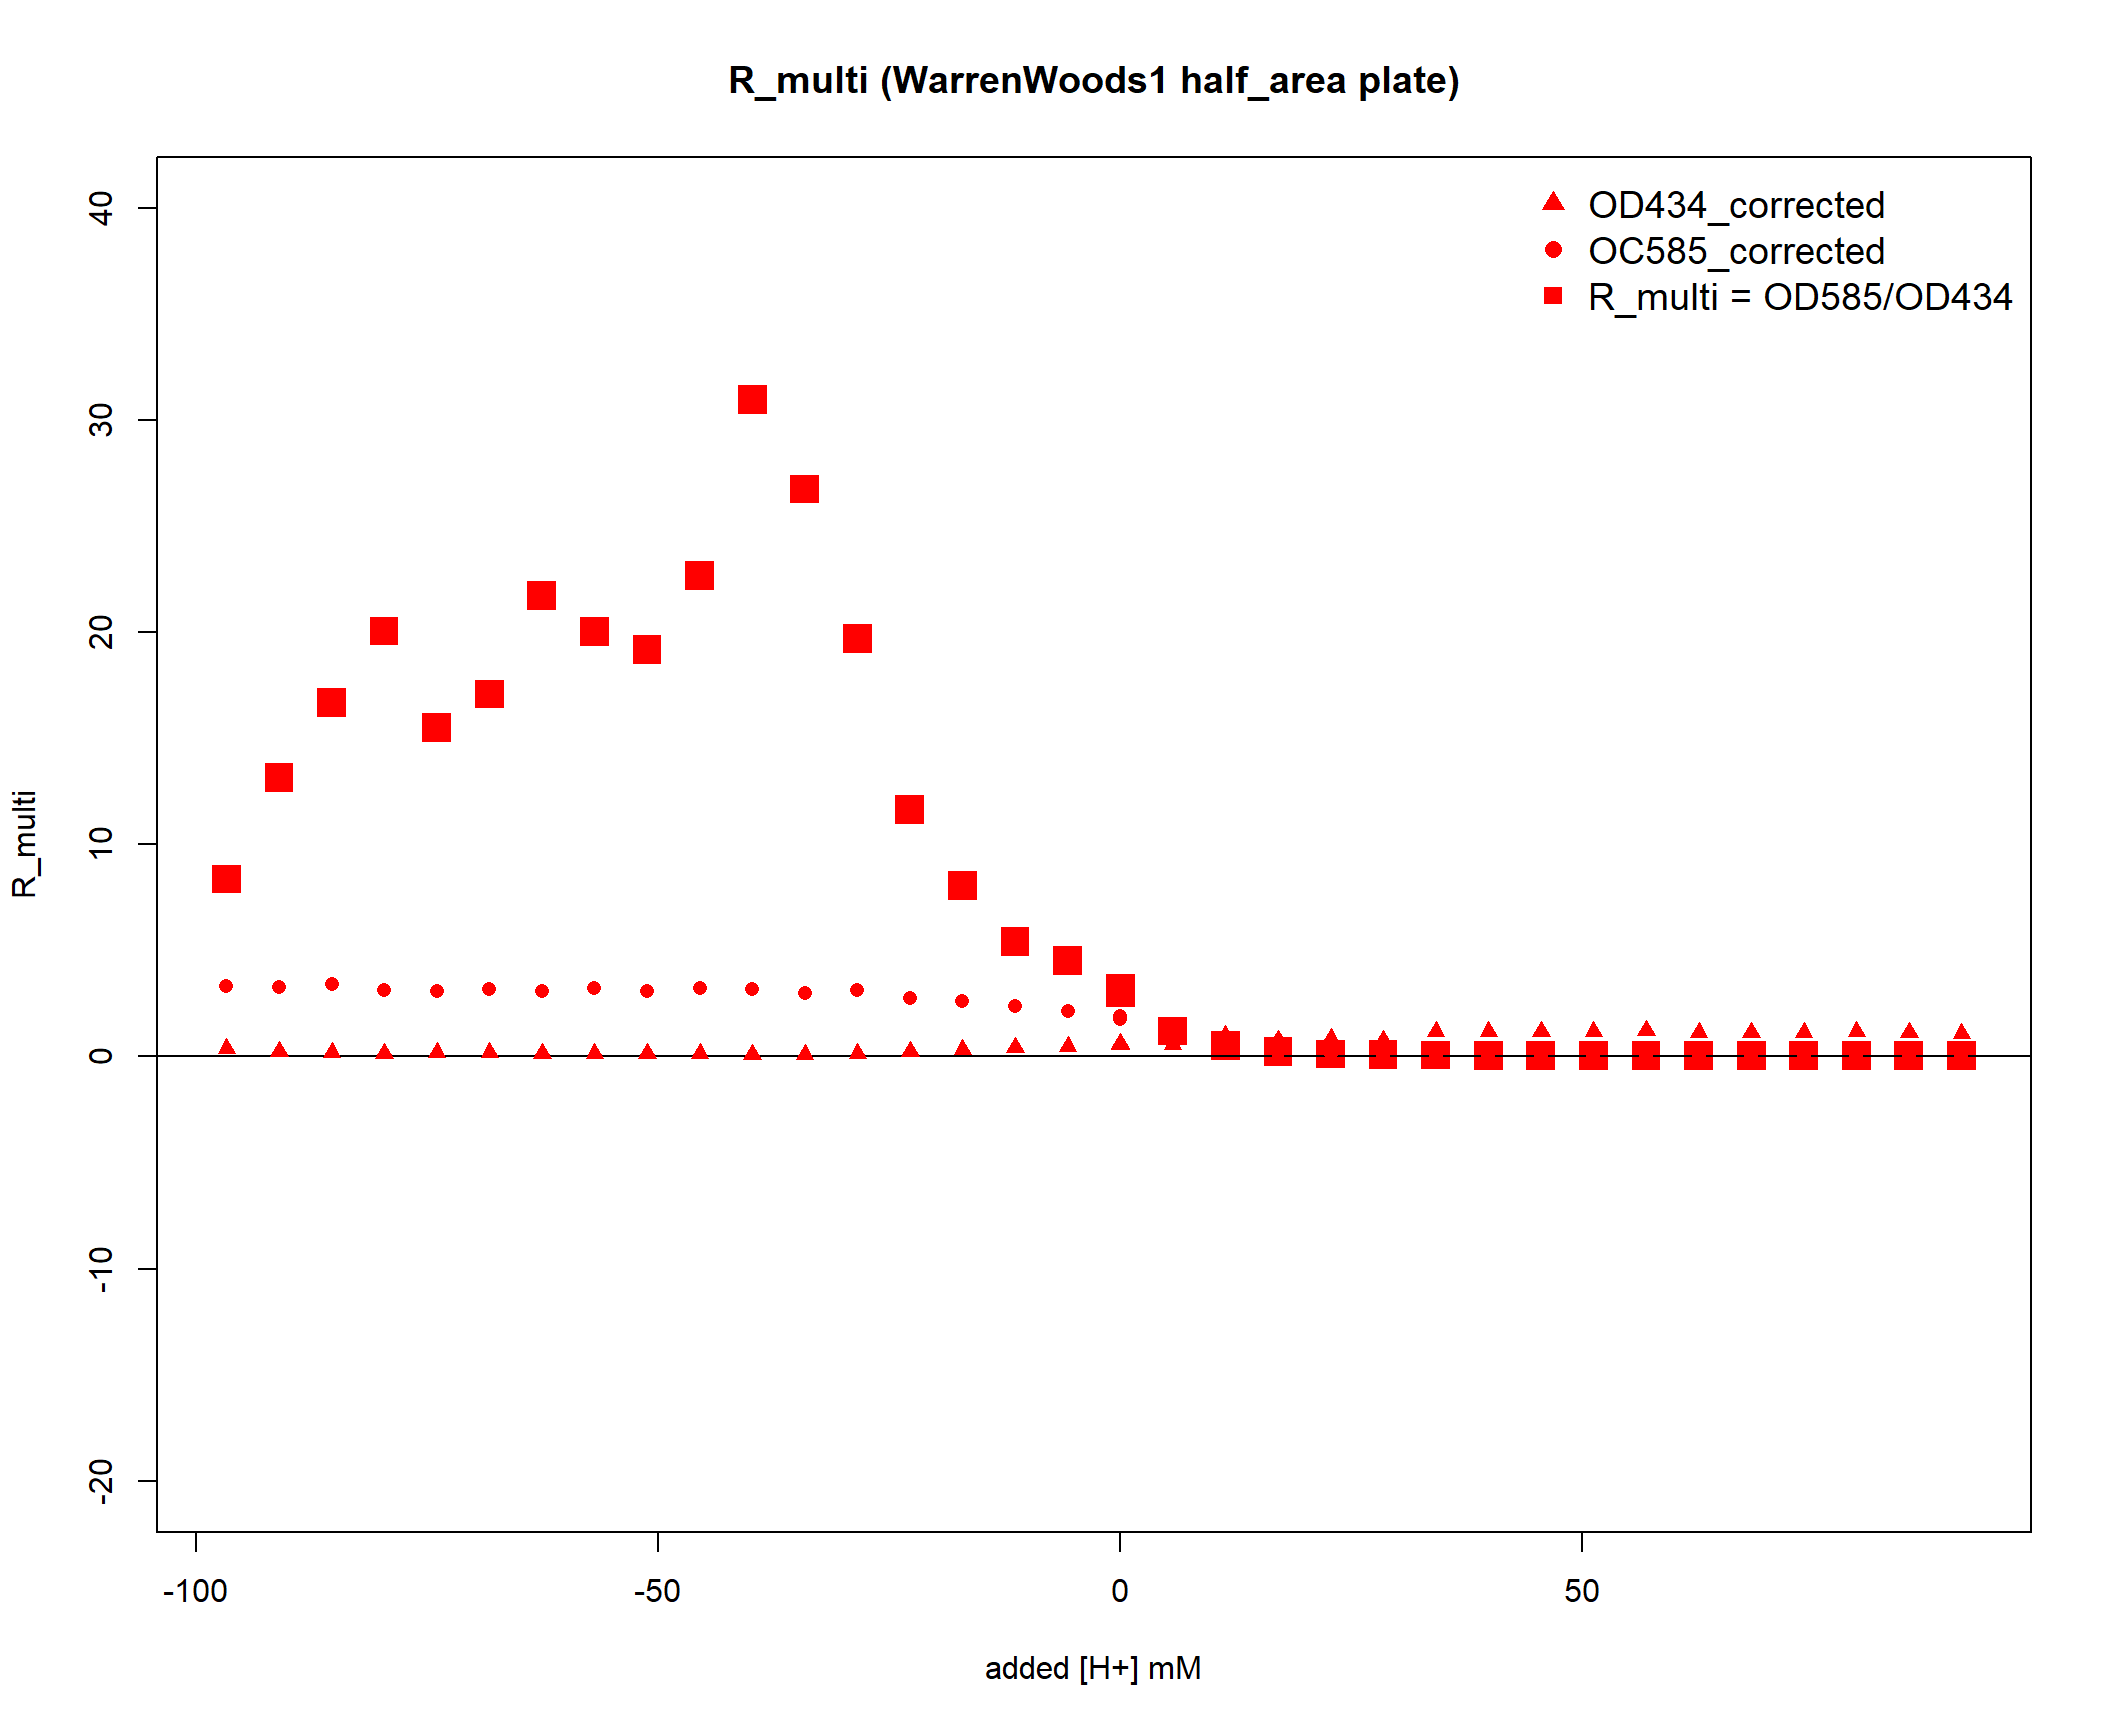 R_multi (WarrenWoods1 half_area plate)
OD434_corrected
OC585_corrected
R_multi = OD585/OD434
40
30
20
10
0
-10
-20
R_multi
-100
-50
0
50
added [H+] mM